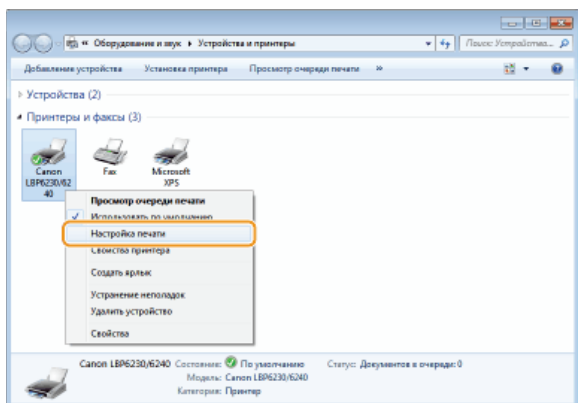 « Оборудование и звук ▸ Устройства и принтеры
Поиск: Устройства...
Добавление устройства Установка принтера Просмотр очереди печати »
Устройства (2)
Принтеры и факсы (3)
Canon LBP6230/6240
Fax
Microsoft XPS
Просмотр очереди печати
Использовать по умолчанию
Настройка печати
Свойства принтера
Создать ярлык
Устранение неполадок
Удалить устройство
Свойства
Canon LBP6230/6240 Состояние: По умолчанию Статус: Документов в очереди: 0
Модель: Canon LBP6230/6240
Категория: Принтер